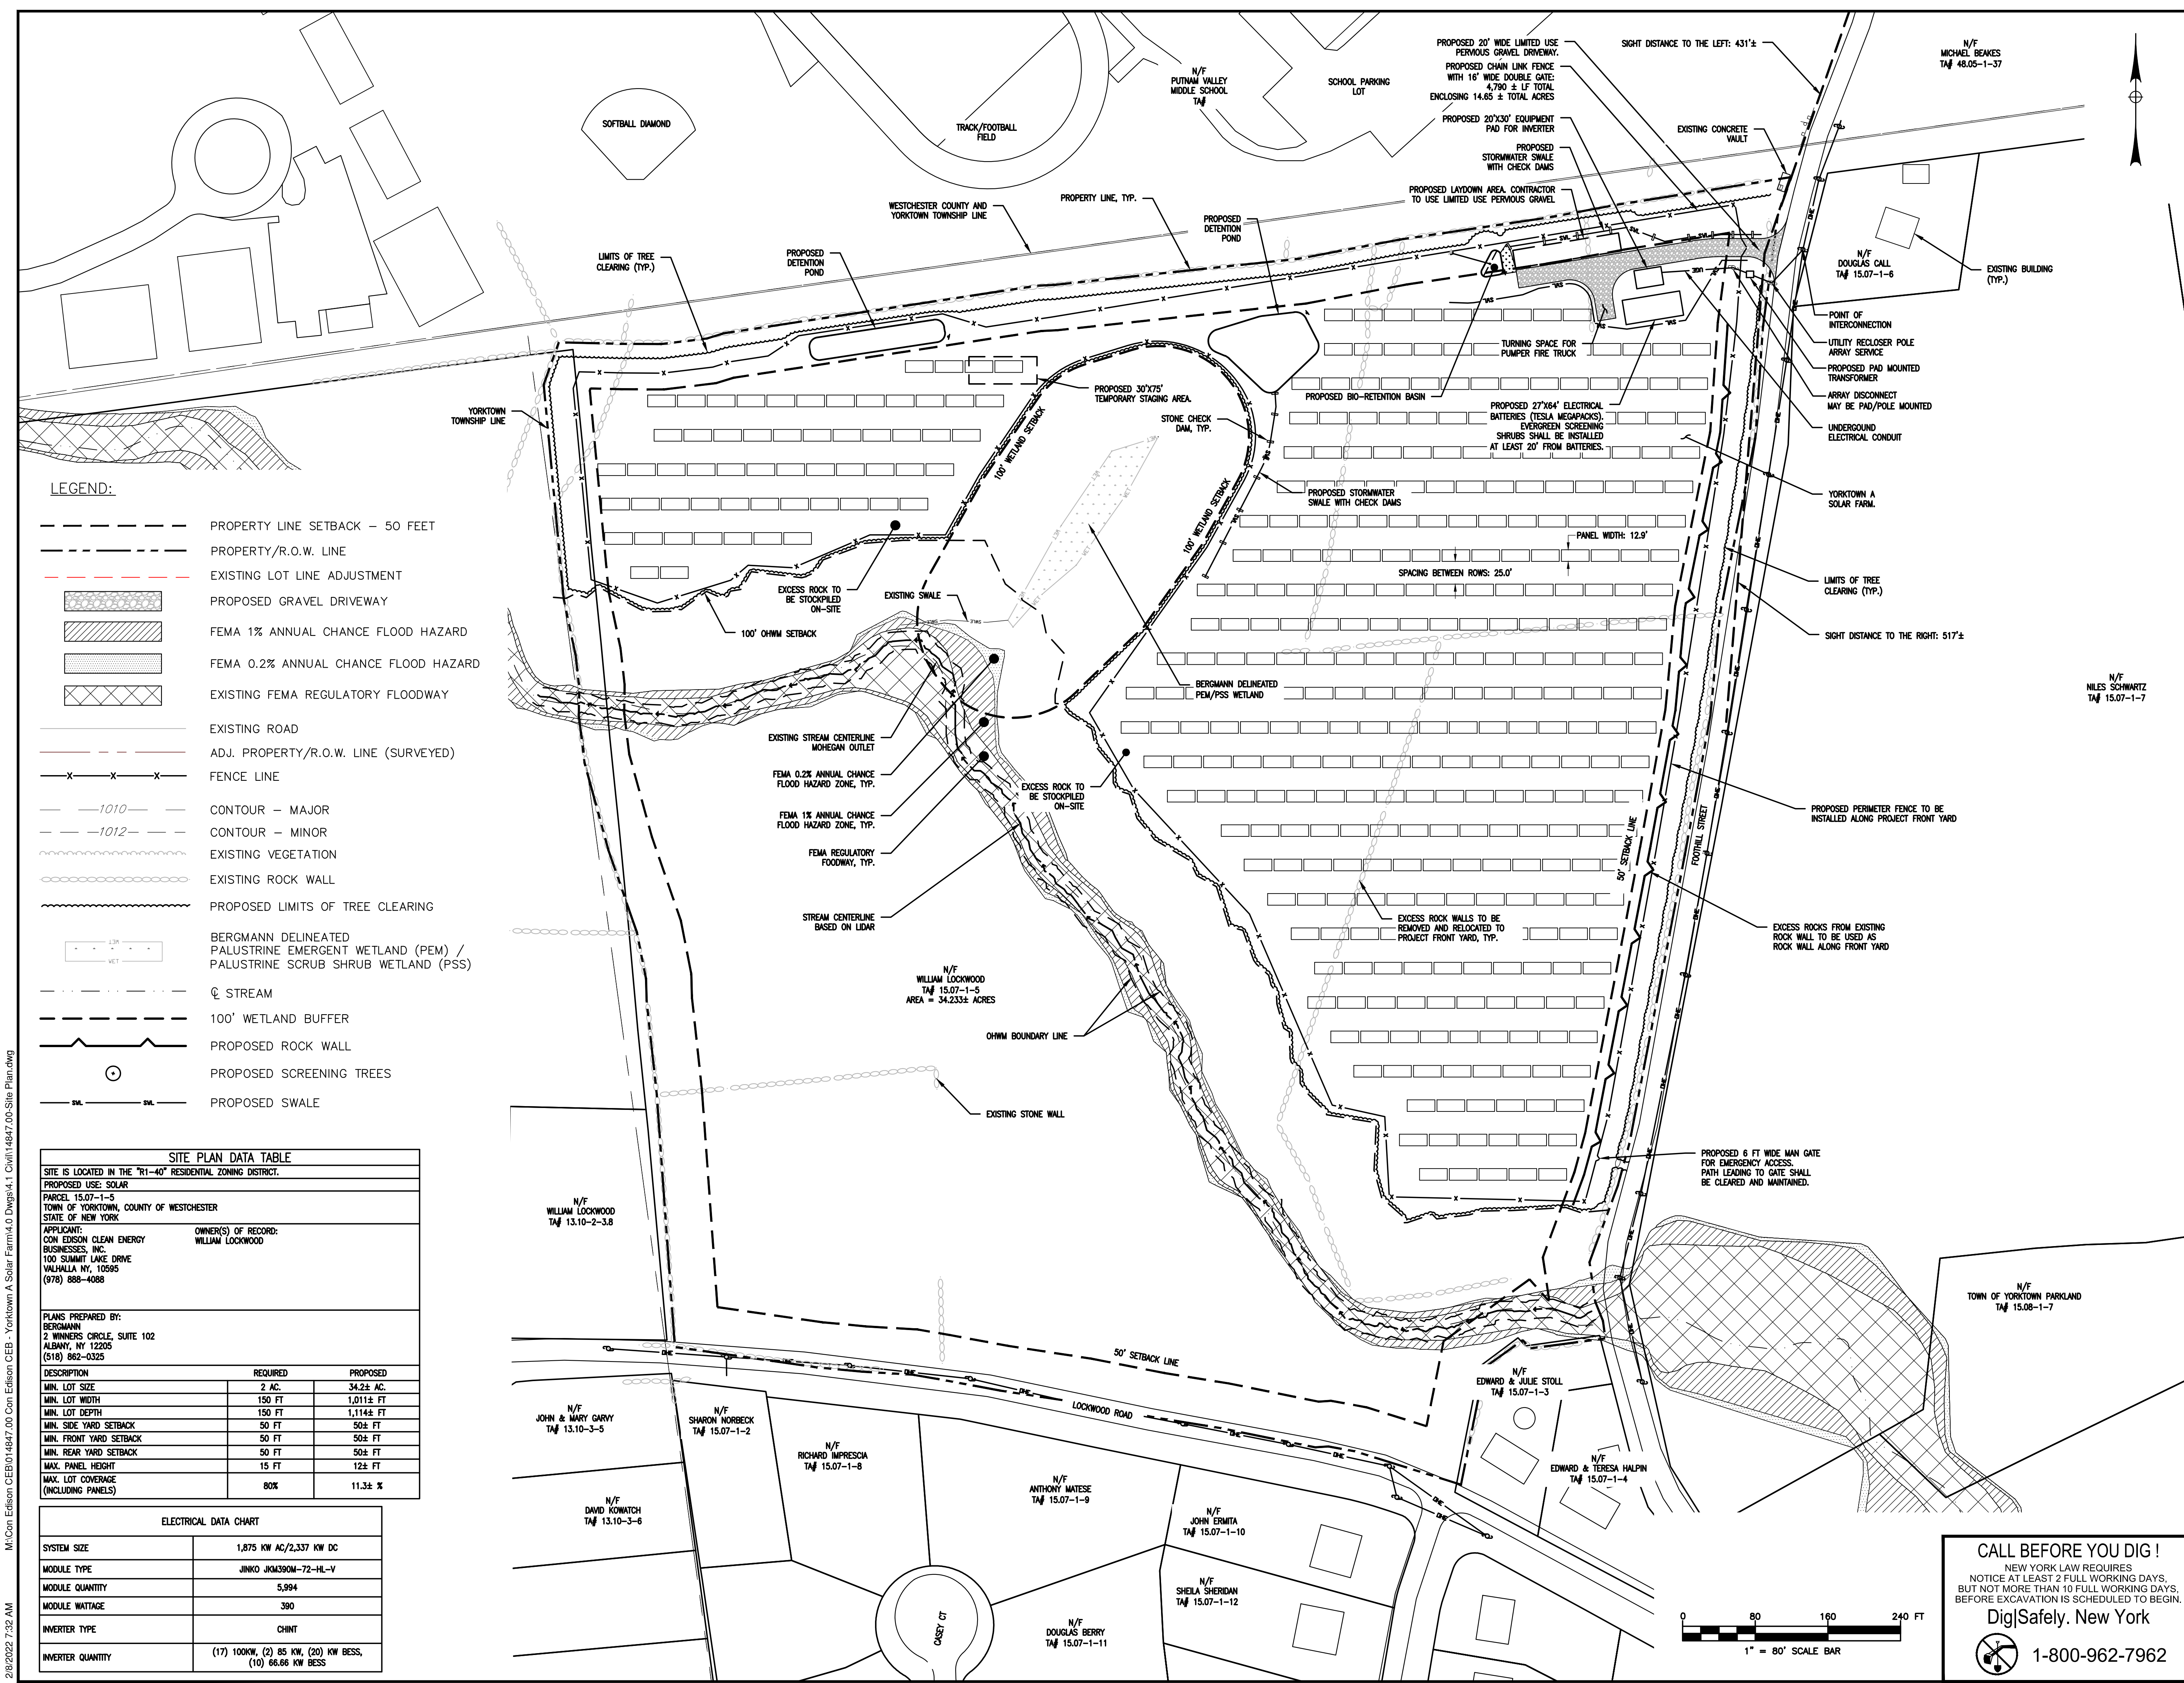 SOFTBALL DIAMOND
N/F
PUTNAM VALLEY
MIDDLE SCHOOL
TA#
SCHOOL PARKING
LOT
TRACK/FOOTBALL
FIELD
PROPOSED 20' WIDE LIMITED USE
PERVIOUS GRAVEL DRIVEWAY.
PROPOSED CHAIN LINK FENCE
WITH 16' WIDE DOUBLE GATE:
4,790 ± LF TOTAL
ENCLOSING 14.65 ± TOTAL ACRES
PROPOSED 20'X30' EQUIPMENT
PAD FOR INVERTER
PROPOSED
STORMWATER SWALE
WITH CHECK DAMS
PROPOSED LAYDOWN AREA. CONTRACTOR
TO USE LIMITED USE PERVIOUS GRAVEL
SIGHT DISTANCE TO THE LEFT: 431'±
EXISTING CONCRETE
VAULT
N/F
MICHAEL BEAKES
TA# 48.05-1-37
WESTCHESTER COUNTY AND
YORKTOWN TOWNSHIP LINE
PROPERTY LINE, TYP.
PROPOSED
DETENTION
POND
LIMITS OF TREE
CLEARING (TYP.)
PROPOSED
DETENTION
POND
N/F
DOUGLAS CALL
TA# 15.07-1-6
EXISTING BUILDING
(TYP.)
POINT OF
INTERCONNECTION
UTILITY RECLOSER POLE
ARRAY SERVICE
PROPOSED PAD MOUNTED
TRANSFORMER
ARRAY DISCONNECT
MAY BE PAD/POLE MOUNTED
UNDERGOUND
ELECTRICAL CONDUIT
YORKTOWN A
SOLAR FARM.
LIMITS OF TREE
CLEARING (TYP.)
SIGHT DISTANCE TO THE RIGHT: 517'±
N/F
NILES SCHWARTZ
TA# 15.07-1-7
PROPOSED PERIMETER FENCE TO BE
INSTALLED ALONG PROJECT FRONT YARD
EXCESS ROCKS FROM EXISTING
ROCK WALL TO BE USED AS
ROCK WALL ALONG FRONT YARD
PROPOSED 6 FT WIDE MAN GATE
FOR EMERGENCY ACCESS.
PATH LEADING TO GATE SHALL
BE CLEARED AND MAINTAINED.
TURNING SPACE FOR
PUMPER FIRE TRUCK
PROPOSED BIO-RETENTION BASIN
PROPOSED 27'X64' ELECTRICAL
BATTERIES (TESLA MEGAPACKS).
EVERGREEN SCREENING
SHRUBS SHALL BE INSTALLED
AT LEAST 20' FROM BATTERIES.
PROPOSED 30'X75'
TEMPORARY STAGING AREA.
STONE CHECK
DAM, TYP.
YORKTOWN
TOWNSHIP LINE
100' WETLAND SETBACK
100' WETLAND SETBACK
PROPOSED STORMWATER
SWALE WITH CHECK DAMS
PANEL WIDTH: 12.9'
SPACING BETWEEN ROWS: 25.0'
EXCESS ROCK TO
BE STOCKPILED
ON-SITE
EXISTING SWALE
100' OHWM SETBACK
BERGMANN DELINEATED
PEM/PSS WETLAND
EXISTING STREAM CENTERLINE
MOHEGAN OUTLET
FEMA 0.2% ANNUAL CHANCE
FLOOD HAZARD ZONE, TYP.
FEMA 1% ANNUAL CHANCE
FLOOD HAZARD ZONE, TYP.
FEMA REGULATORY
FOODWAY, TYP.
EXCESS ROCK TO
BE STOCKPILED
ON-SITE
STREAM CENTERLINE
BASED ON LIDAR
EXCESS ROCK WALLS TO BE
REMOVED AND RELOCATED TO
PROJECT FRONT YARD, TYP.
50' SETBACK LINE
FOOTHILL STREET
N/F
WILLIAM LOCKWOOD
TA# 15.07-1-5
AREA = 34.233± ACRES
OHWM BOUNDARY LINE
EXISTING STONE WALL
N/F
WILLIAM LOCKWOOD
TA# 13.10-2-3.8
50' SETBACK LINE
LOCKWOOD ROAD
N/F
TOWN OF YORKTOWN PARKLAND
TA# 15.08-1-7
N/F
EDWARD & JULIE STOLL
TA# 15.07-1-3
N/F
EDWARD & TERESA HALPIN
TA# 15.07-1-4
N/F
JOHN & MARY GARVY
TA# 13.10-3-5
N/F
SHARON NORBECK
TA# 15.07-1-2
N/F
RICHARD IMPRESCIA
TA# 15.07-1-8
N/F
ANTHONY MATESE
TA# 15.07-1-9
N/F
DAVID KOWATCH
TA# 13.10-3-6
N/F
JOHN ERMITA
TA# 15.07-1-10
N/F
SHEILA SHERIDAN
TA# 15.07-1-12
N/F
DOUGLAS BERRY
TA# 15.07-1-11
CASEY CT
LEGEND:
PROPERTY LINE SETBACK – 50 FEET
PROPERTY/R.O.W. LINE
EXISTING LOT LINE ADJUSTMENT
PROPOSED GRAVEL DRIVEWAY
FEMA 1% ANNUAL CHANCE FLOOD HAZARD
FEMA 0.2% ANNUAL CHANCE FLOOD HAZARD
EXISTING FEMA REGULATORY FLOODWAY
EXISTING ROAD
ADJ. PROPERTY/R.O.W. LINE (SURVEYED)
X X X FENCE LINE
1010 CONTOUR – MAJOR
1012 CONTOUR – MINOR
EXISTING VEGETATION
EXISTING ROCK WALL
PROPOSED LIMITS OF TREE CLEARING
BERGMANN DELINEATED
PALUSTRINE EMERGENT WETLAND (PEM) /
PALUSTRINE SCRUB SHRUB WETLAND (PSS)
WET
WET
℄ STREAM
100' WETLAND BUFFER
PROPOSED ROCK WALL
PROPOSED SCREENING TREES
SWL SWL PROPOSED SWALE
SITE PLAN DATA TABLE
SITE IS LOCATED IN THE "R1-40" RESIDENTIAL ZONING DISTRICT.
PROPOSED USE: SOLAR
PARCEL 15.07-1-5
TOWN OF YORKTOWN, COUNTY OF WESTCHESTER
STATE OF NEW YORK
APPLICANT: OWNER(S) OF RECORD:
CON EDISON CLEAN ENERGY WILLIAM LOCKWOOD
BUSINESSES, INC.
100 SUMMIT LAKE DRIVE
VALHALLA NY, 10595
(978) 888-4088
PLANS PREPARED BY:
BERGMANN
2 WINNERS CIRCLE, SUITE 102
ALBANY, NY 12205
(518) 862-0325
DESCRIPTION REQUIRED PROPOSED
MIN. LOT SIZE 2 AC. 34.2± AC.
MIN. LOT WIDTH 150 FT 1,011± FT
MIN. LOT DEPTH 150 FT 1,114± FT
MIN. SIDE YARD SETBACK 50 FT 50± FT
MIN. FRONT YARD SETBACK 50 FT 50± FT
MIN. REAR YARD SETBACK 50 FT 50± FT
MAX. PANEL HEIGHT 15 FT 12± FT
MAX. LOT COVERAGE
(INCLUDING PANELS) 80% 11.3± %
ELECTRICAL DATA CHART
SYSTEM SIZE 1,875 KW AC/2,337 KW DC
MODULE TYPE JINKO JKM390M-72-HL-V
MODULE QUANTITY 5,994
MODULE WATTAGE 390
INVERTER TYPE CHINT
INVERTER QUANTITY (17) 100KW, (2) 85 KW, (20) KW BESS,
(10) 66.66 KW BESS
0 80 160 240 FT
1" = 80' SCALE BAR
CALL BEFORE YOU DIG !
NEW YORK LAW REQUIRES
NOTICE AT LEAST 2 FULL WORKING DAYS,
BUT NOT MORE THAN 10 FULL WORKING DAYS,
BEFORE EXCAVATION IS SCHEDULED TO BEGIN.
Dig|Safely. New York
1-800-962-7962
M:\Con Edison CEB\014847.00 Con Edison CEB - Yorktown A Solar Farm\4.0 Dwgs\4.1 Civil\14847.00-Site Plan.dwg
2/8/2022 7:32 AM